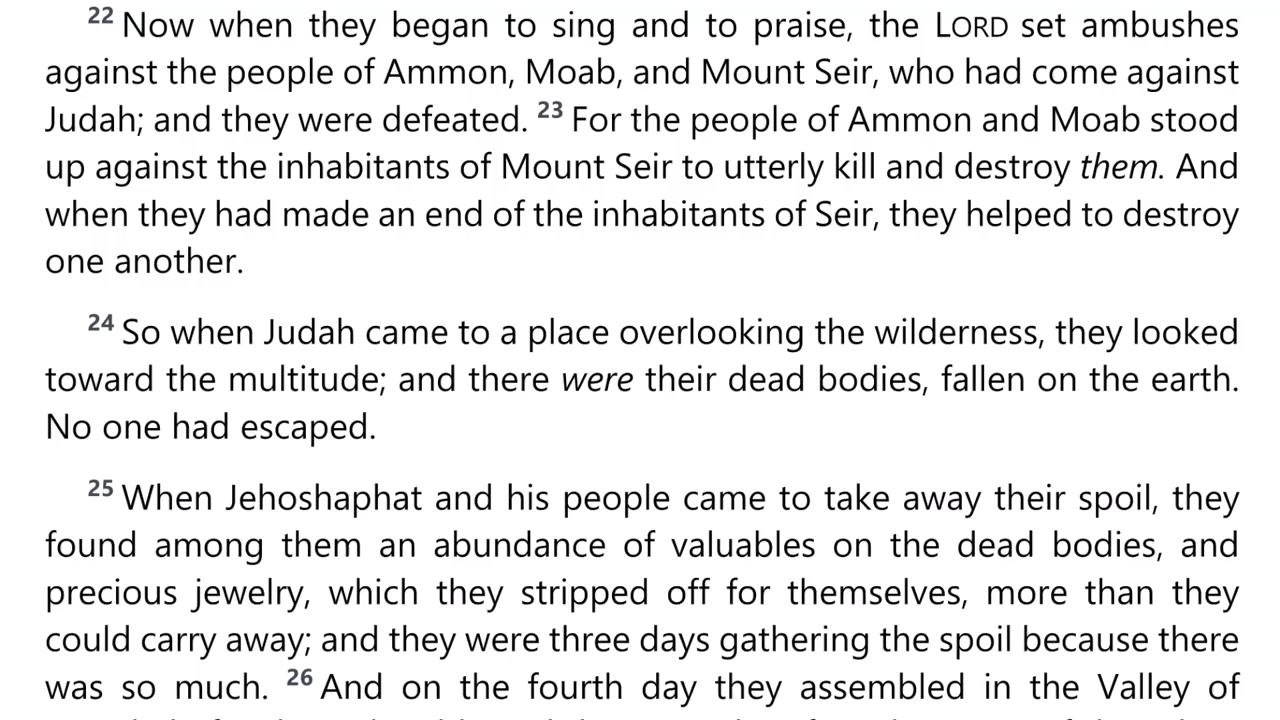 22 Now when they began to sing and to praise, the LORD set ambushes
against the people of Ammon, Moab, and Mount Seir, who had come against
Judah; and they were defeated. 23 For the people of Ammon and Moab stood
up against the inhabitants of Mount Seir to utterly kill and destroy them. And
when they had made an end of the inhabitants of Seir, they helped to destroy
one another.
24 So when Judah came to a place overlooking the wilderness, they looked
toward the multitude; and there were their dead bodies, fallen on the earth.
No one had escaped.
25 When Jehoshaphat and his people came to take away their spoil, they
found among them an abundance of valuables on the dead bodies, and
precious jewelry, which they stripped off for themselves, more than they
could carry away; and they were three days gathering the spoil because there
was so much. 26 And on the fourth day they assembled in the Valley of